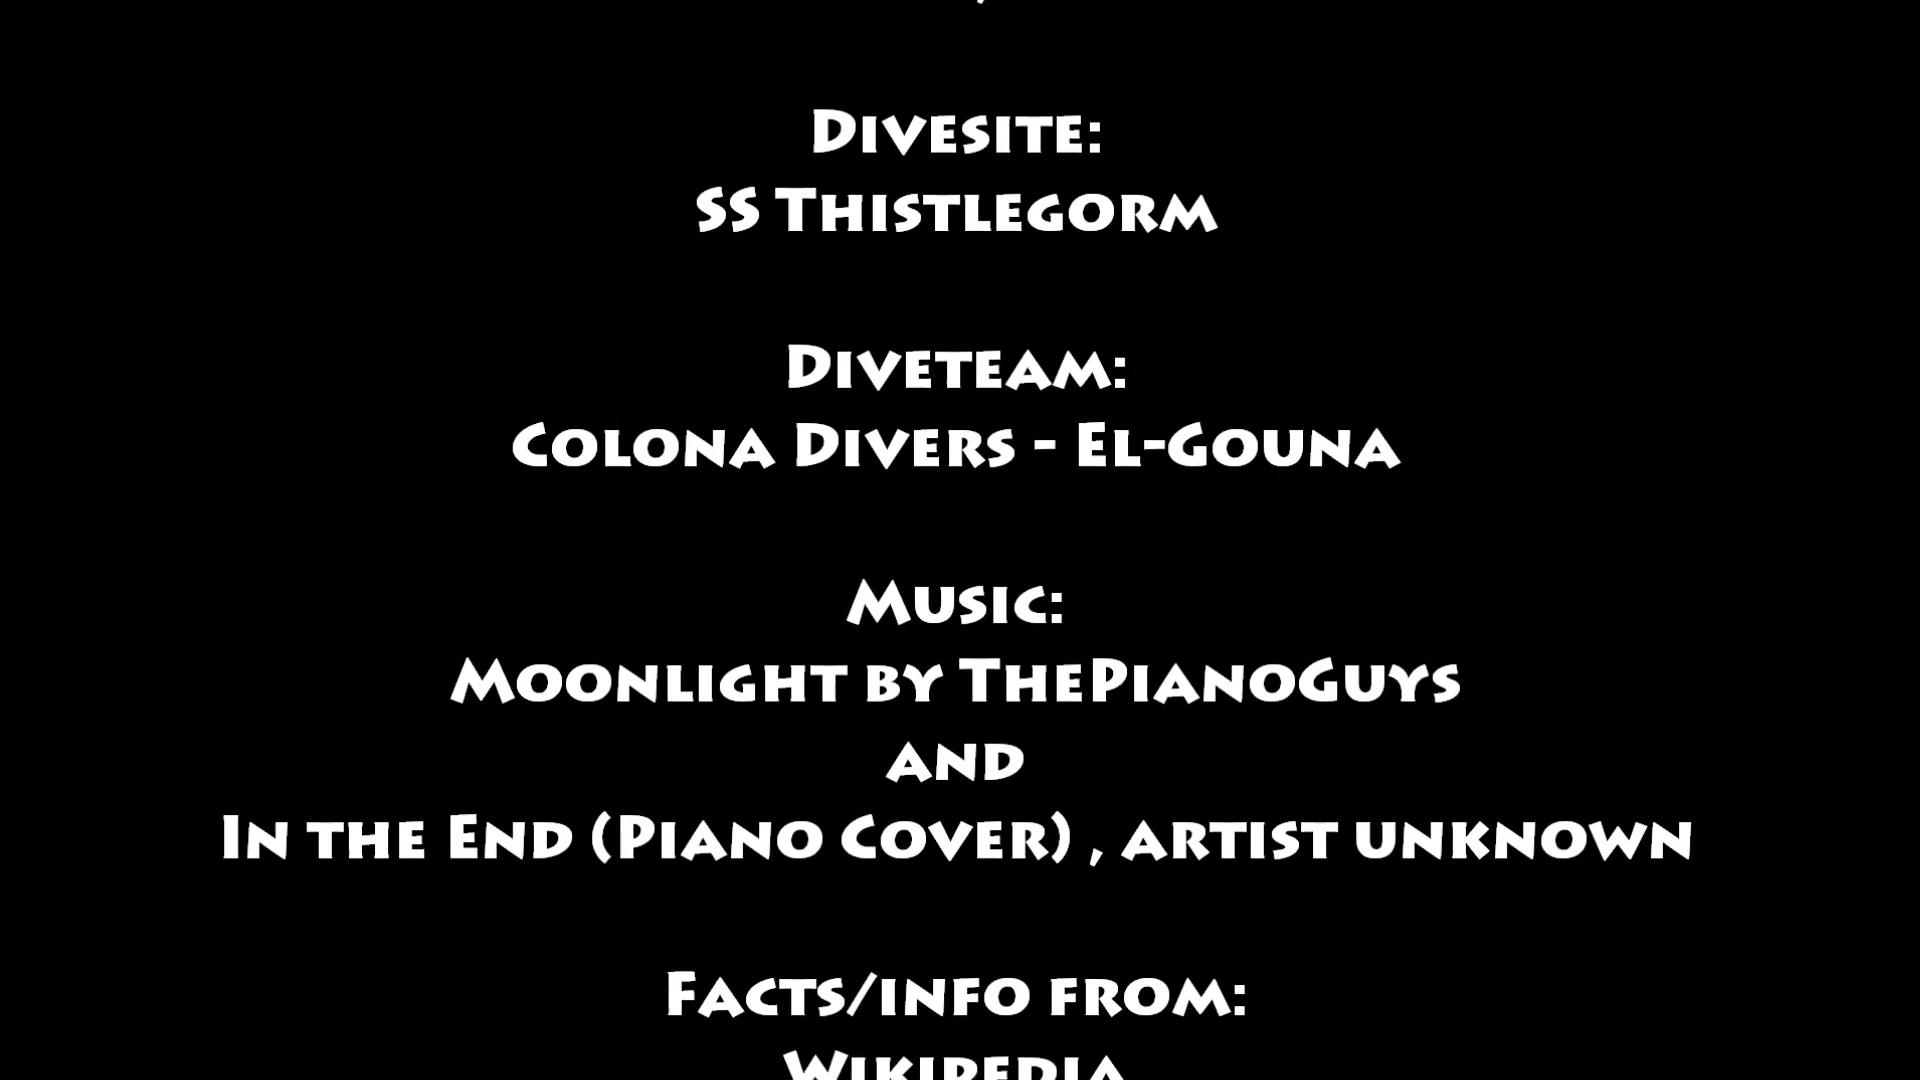 Divesite:
SS Thistlegorm
Diveteam:
Colona Divers - El-Gouna
Music:
Moonlight by ThePianoGuys
and
In the End (Piano Cover) , artist unknown
Facts/info from:
Wikipedia